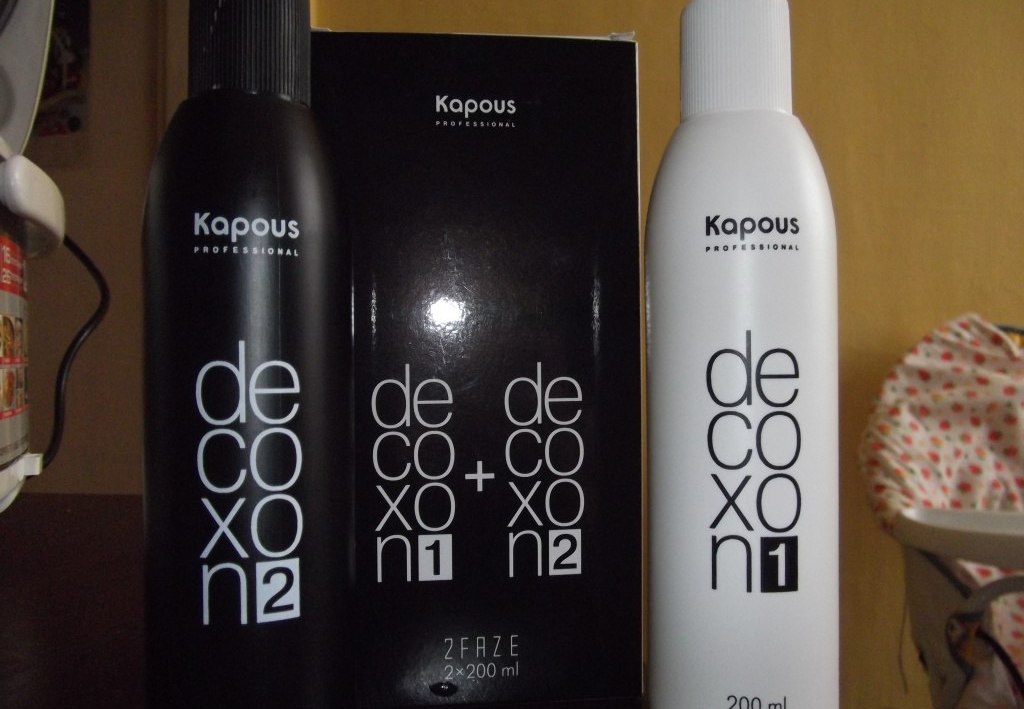 Kapous
PROFESSIONAL
de
co
xo
n2
Kapous
PROFESSIONAL
de
co
xo
n1
+
de
co
xo
n2
2FAZE
2×200 ml
Kapous
PROFESSIONAL
de
co
xo
n1
200 ml
16